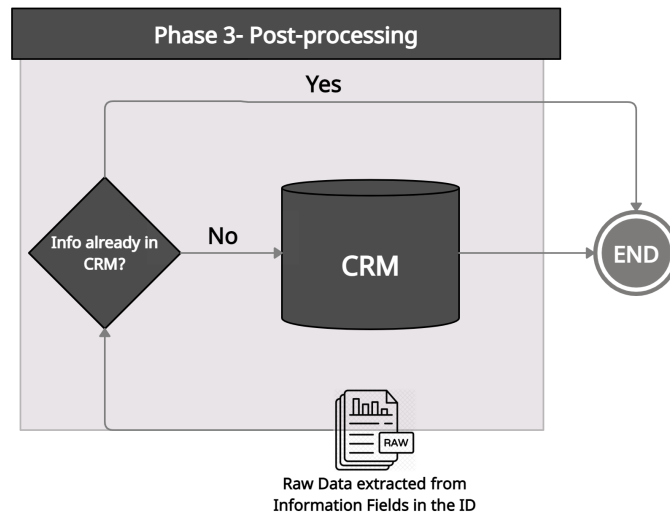 Phase 3- Post-processing
Yes
Info already in
CRM?
No
CRM
END
RAW
Raw Data extracted from
Information Fields in the ID